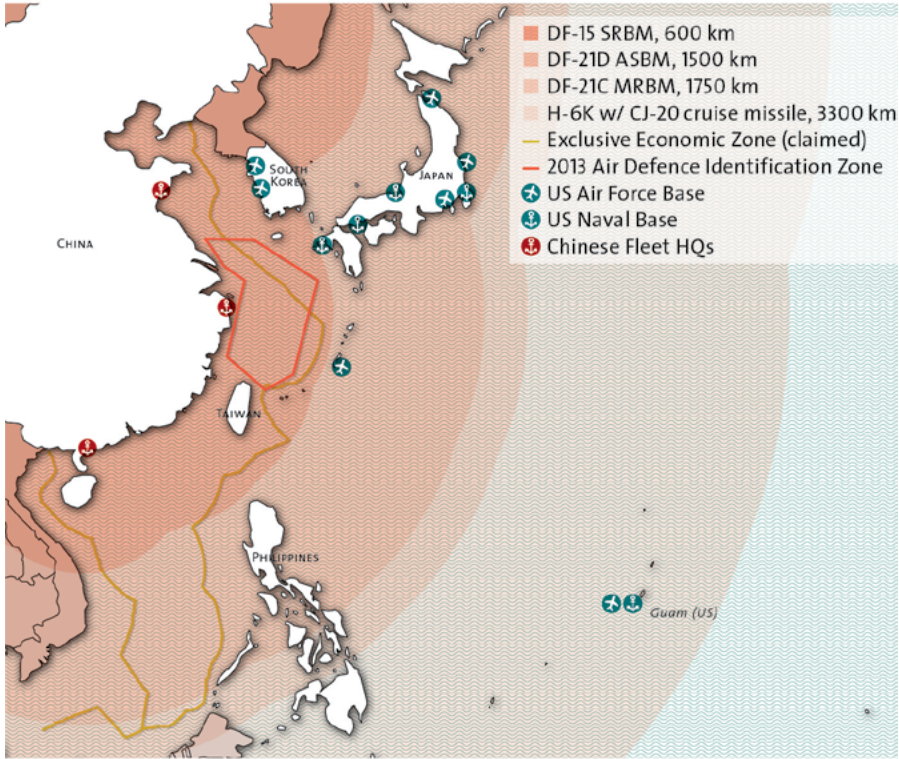 DF-15 SRBM, 600 km
DF-21D ASBM, 1500 km
DF-21C MRBM, 1750 km
H-6K w/ CJ-20 cruise missile, 3300 km
Exclusive Economic Zone (claimed)
2013 Air Defence Identification Zone
US Air Force Base
US Naval Base
Chinese Fleet HQs
SOUTH
KOREA
JAPAN
CHINA
TAIWAN
PHILIPPINES
Guam (US)